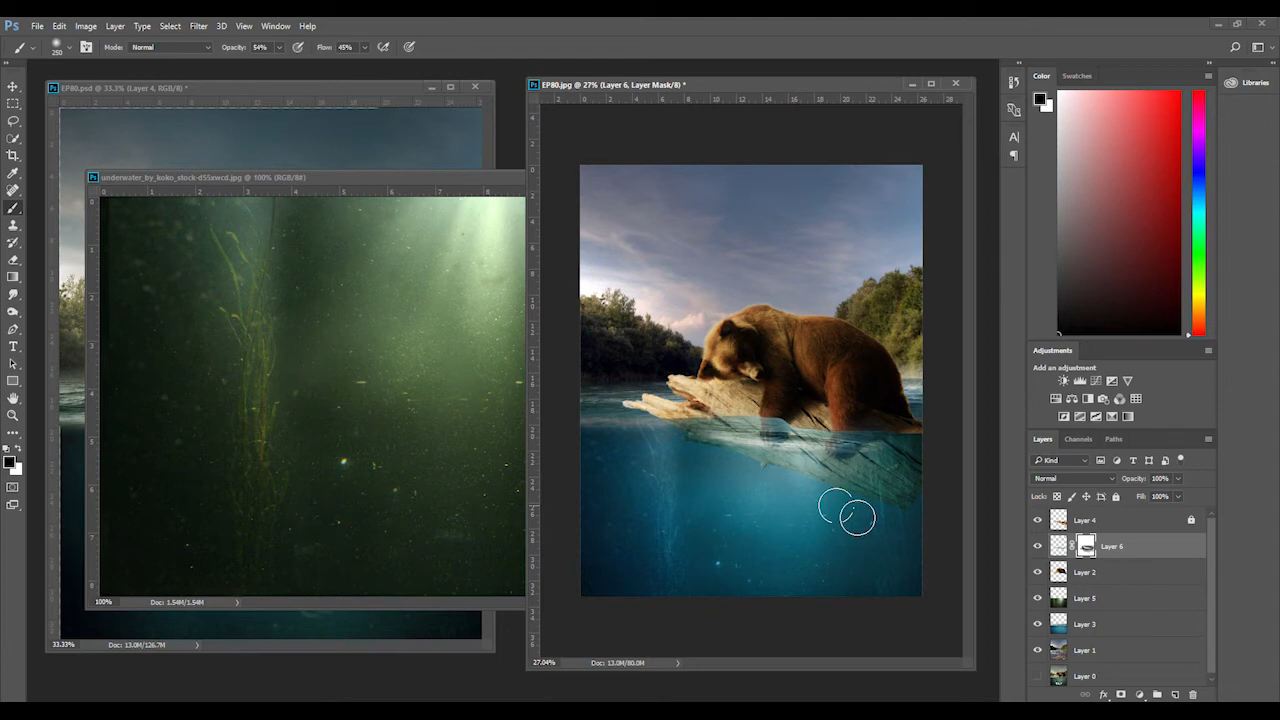 Ps File Edit Image Layer Type Select Filter 3D View Window Help
250 Mode: Normal Opacity: 54% Flow: 45%
EP80.psd @ 33.3% (Layer 4, RGB/8) *
EP80.jpg @ 27% (Layer 6, Layer Mask/8) *
underwater_by_koko_stock-d55xwcd.jpg @ 100% (RGB/8#)
100% Doc: 1.54M/1.54M
33.33% Doc: 13.0M/126.7M
27.04% Doc: 13.0M/80.0M
Color Swatches
Libraries
Adjustments
Add an adjustment
Layers Channels Paths
Kind
Normal Opacity: 100%
Lock: Fill: 100%
Layer 4
Layer 6
Layer 2
Layer 5
Layer 3
Layer 1
Layer 0